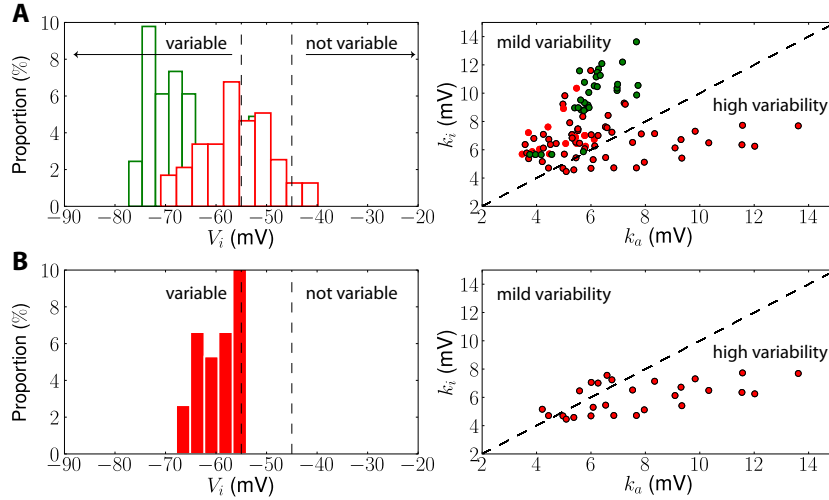 A
variable
not variable
Proportion (%)
10
8
6
4
2
0
−90 −80 −70 −60 −50 −40 −30 −20
V_i (mV)
mild variability
high variability
k_i (mV)
14
12
10
8
6
4
2
2 4 6 8 10 12 14
k_a (mV)
B
variable
not variable
Proportion (%)
10
8
6
4
2
0
−90 −80 −70 −60 −50 −40 −30 −20
V_i (mV)
mild variability
high variability
k_i (mV)
14
12
10
8
6
4
2
2 4 6 8 10 12 14
k_a (mV)